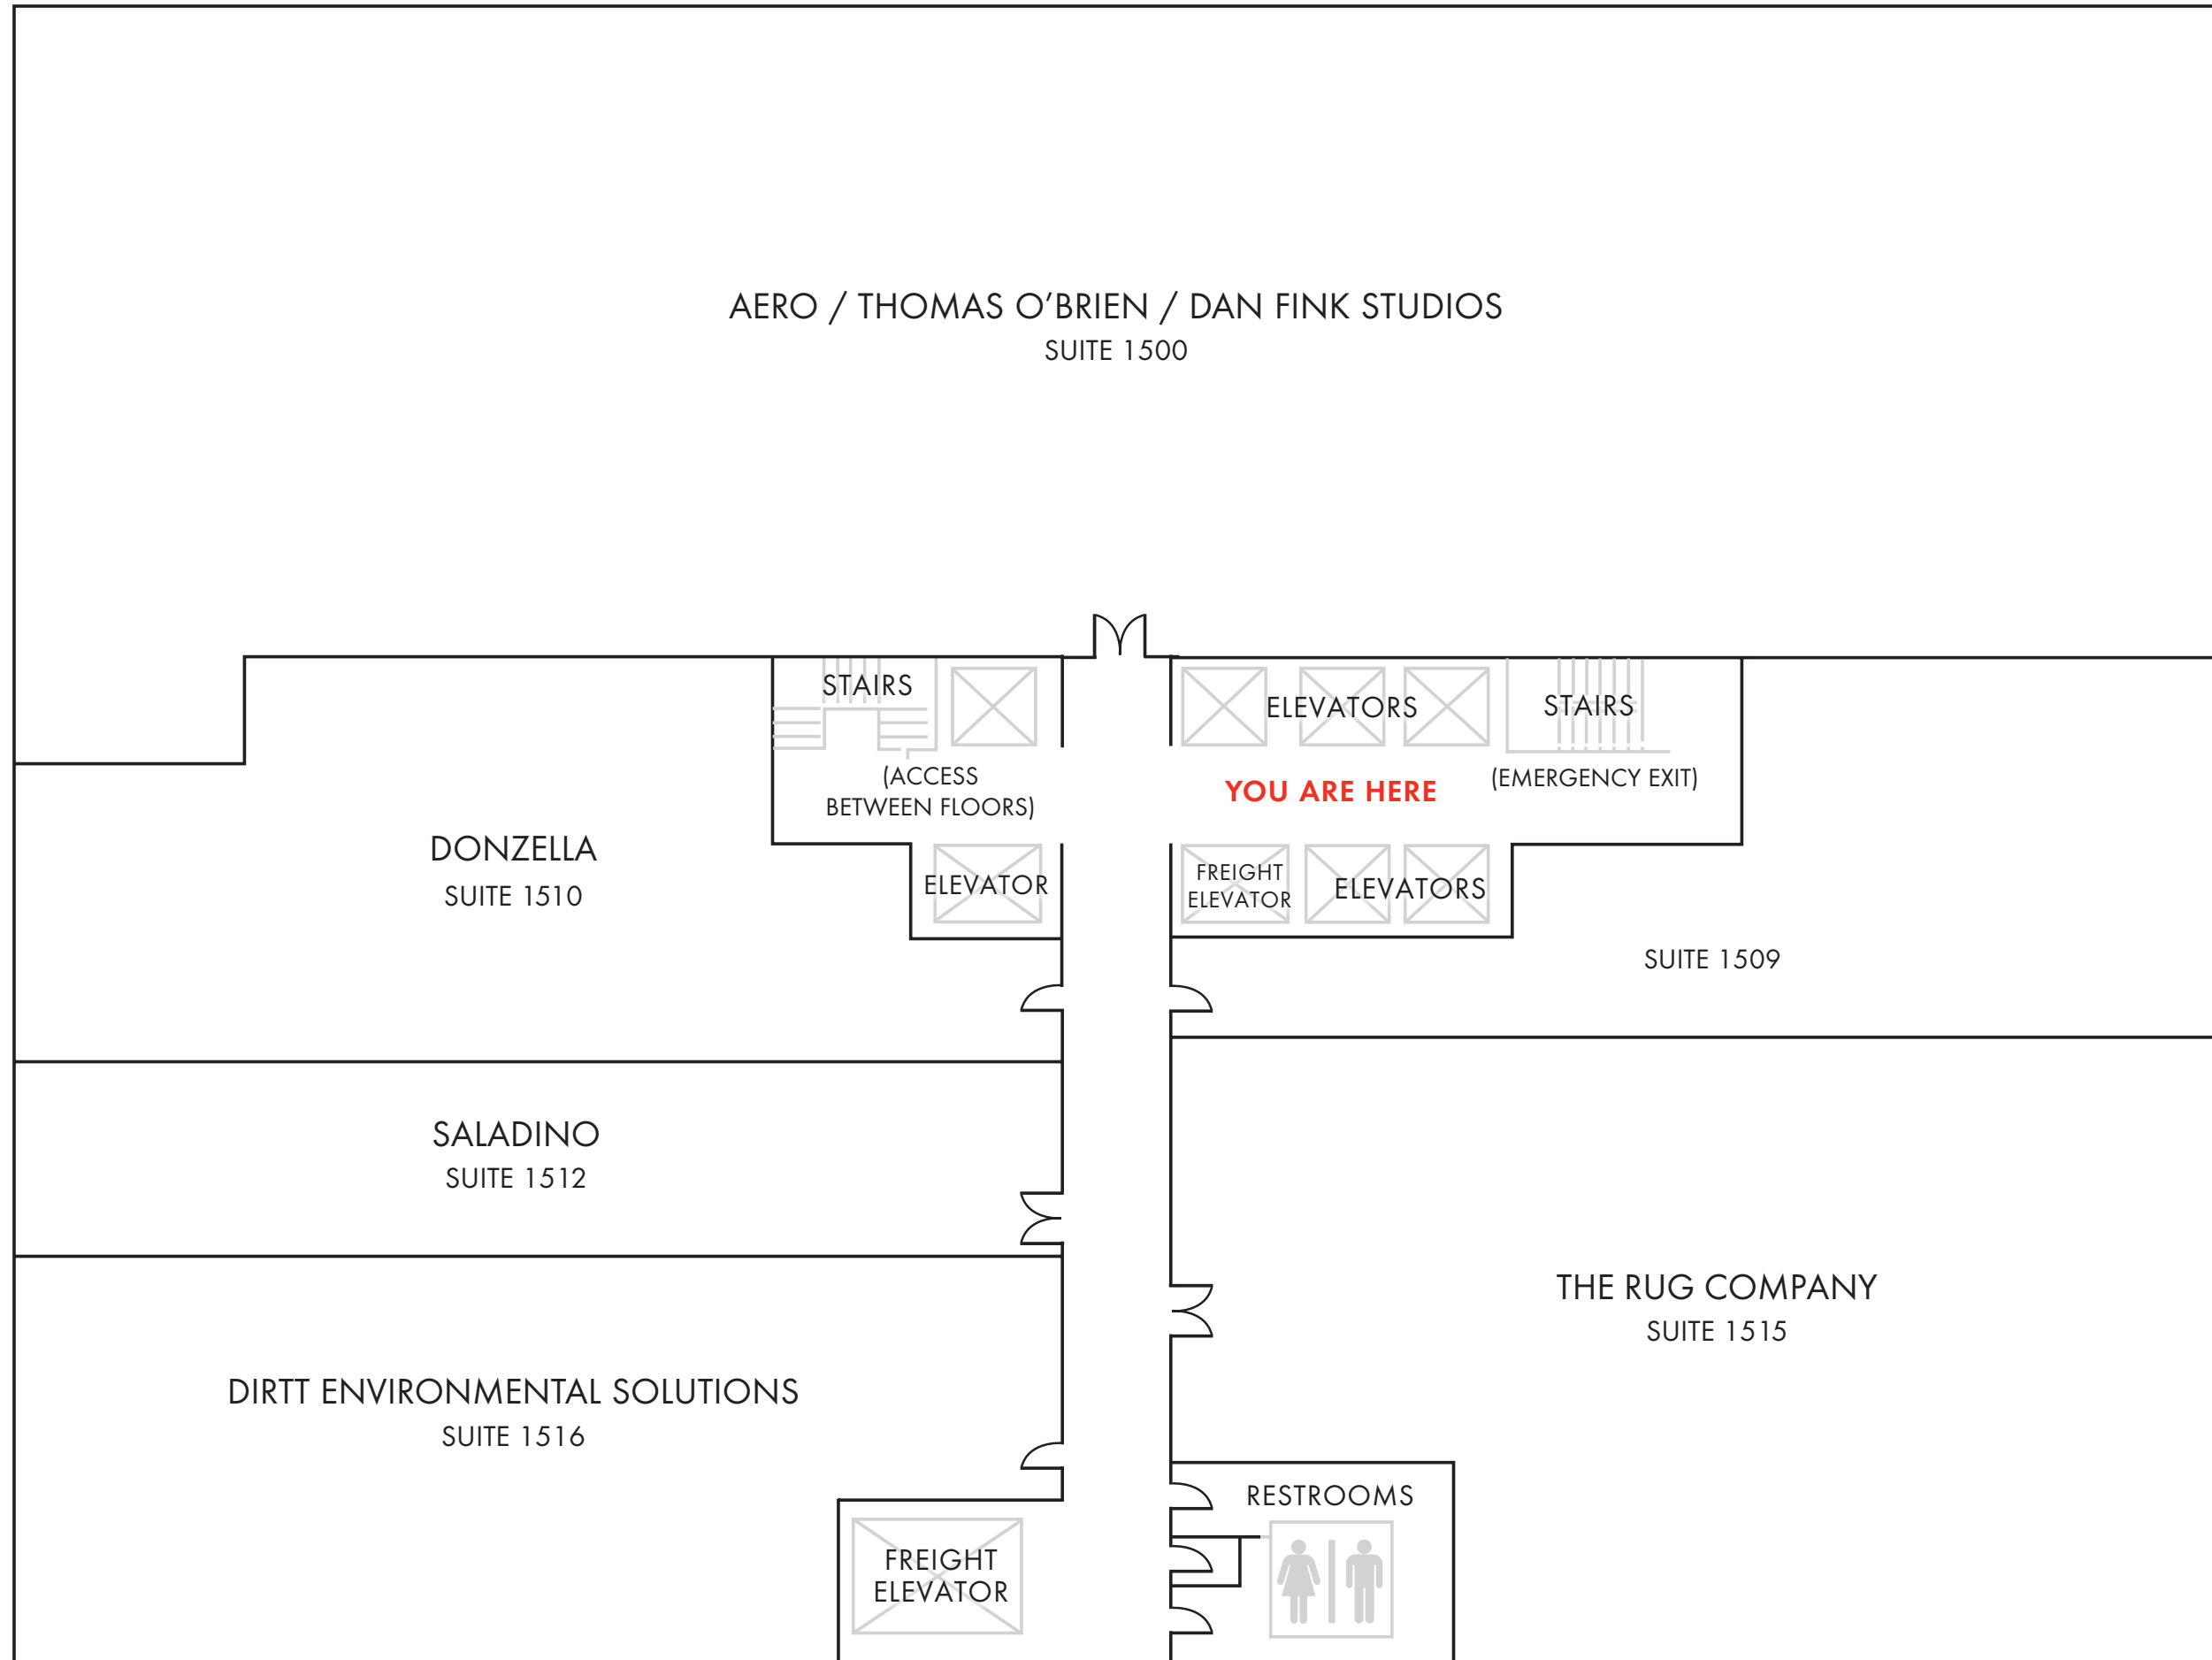 AERO / THOMAS O’BRIEN / DAN FINK STUDIOS
SUITE 1500
STAIRS
(ACCESS
BETWEEN FLOORS)
ELEVATOR
ELEVATORS
STAIRS
(EMERGENCY EXIT)
YOU ARE HERE
FREIGHT
ELEVATOR
ELEVATORS
DONZELLA
SUITE 1510
SUITE 1509
SALADINO
SUITE 1512
THE RUG COMPANY
SUITE 1515
DIRTT ENVIRONMENTAL SOLUTIONS
SUITE 1516
RESTROOMS
FREIGHT
ELEVATOR